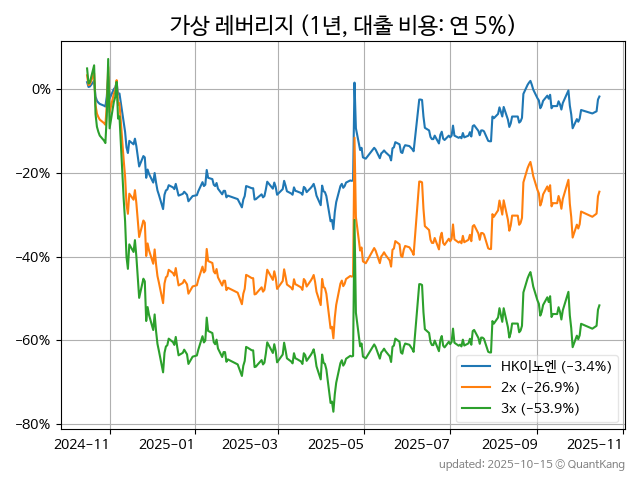 가상 레버리지 (1년, 대출 비용: 연 5%)
0%
−20%
−40%
−60%
−80%
2024-11
2025-01
2025-03
2025-05
2025-07
2025-09
2025-11
HK이노엔 (−3.4%)
2x (−26.9%)
3x (−53.9%)
updated: 2025-10-15 © QuantKang